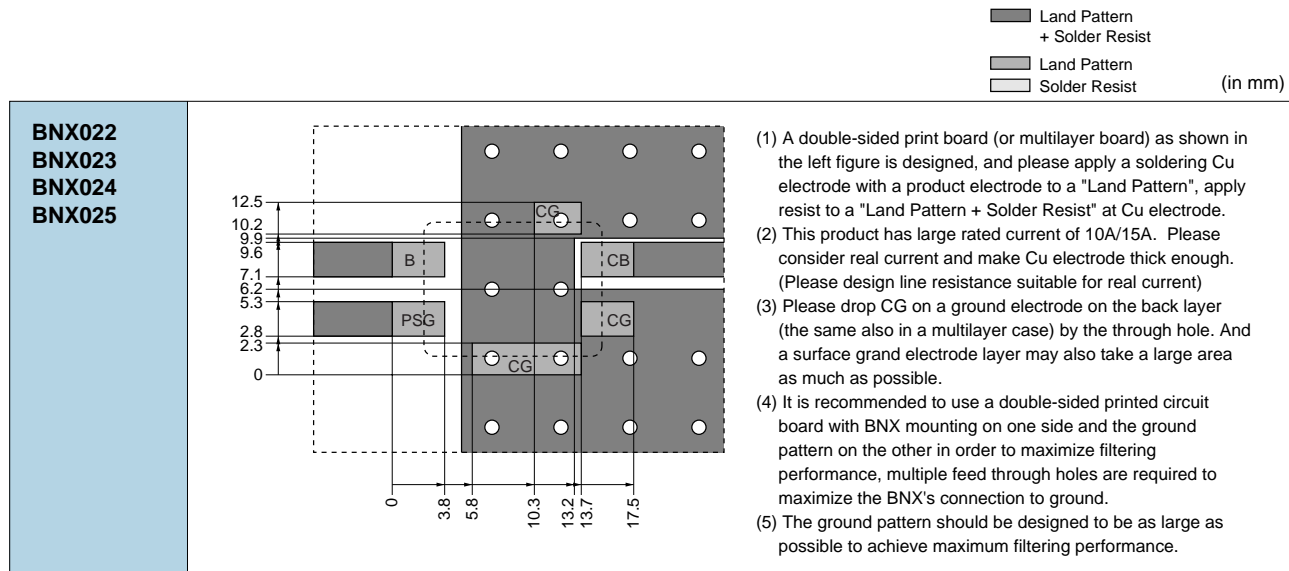 Land Pattern
+ Solder Resist
Land Pattern
Solder Resist
(in mm)
BNX022
BNX023
BNX024
BNX025
12.5
10.2
9.9
9.6
7.1
6.2
5.3
2.8
2.3
0
CG
B
CB
PSG
CG
CG
0
3.8
5.8
10.3
13.2
13.7
17.5
(1) A double-sided print board (or multilayer board) as shown in
the left figure is designed, and please apply a soldering Cu
electrode with a product electrode to a "Land Pattern", apply
resist to a "Land Pattern + Solder Resist" at Cu electrode.
(2) This product has large rated current of 10A/15A. Please
consider real current and make Cu electrode thick enough.
(Please design line resistance suitable for real current)
(3) Please drop CG on a ground electrode on the back layer
(the same also in a multilayer case) by the through hole. And
a surface grand electrode layer may also take a large area
as much as possible.
(4) It is recommended to use a double-sided printed circuit
board with BNX mounting on one side and the ground
pattern on the other in order to maximize filtering
performance, multiple feed through holes are required to
maximize the BNX's connection to ground.
(5) The ground pattern should be designed to be as large as
possible to achieve maximum filtering performance.